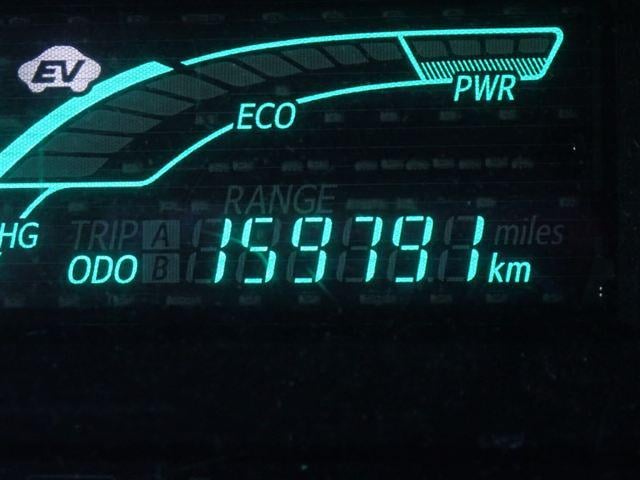 EV
PWR
ECO
RANGE
HG TRIP A miles
ODO B 159791 km